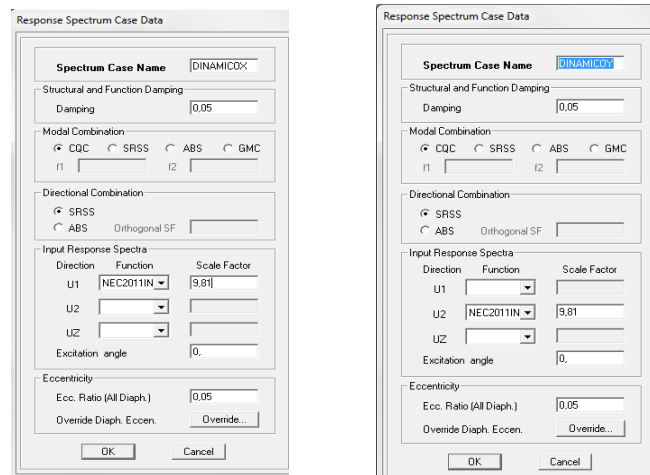 Response Spectrum Case Data
Spectrum Case Name DINAMICOX
Structural and Function Damping
Damping 0,05
Modal Combination
CQC SRSS ABS GMC
f1 f2
Directional Combination
SRSS
ABS Orthogonal SF
Input Response Spectra
Direction Function Scale Factor
U1 NEC2011IN 9,81
U2
UZ
Excitation angle 0,
Eccentricity
Ecc. Ratio (All Diaph.) 0,05
Override Diaph. Eccen. Override...
OK Cancel
Response Spectrum Case Data
Spectrum Case Name DINAMICOY
Structural and Function Damping
Damping 0,05
Modal Combination
CQC SRSS ABS GMC
f1 f2
Directional Combination
SRSS
ABS Orthogonal SF
Input Response Spectra
Direction Function Scale Factor
U1
U2 NEC2011IN 9,81
UZ
Excitation angle 0,
Eccentricity
Ecc. Ratio (All Diaph.) 0,05
Override Diaph. Eccen. Override...
OK Cancel